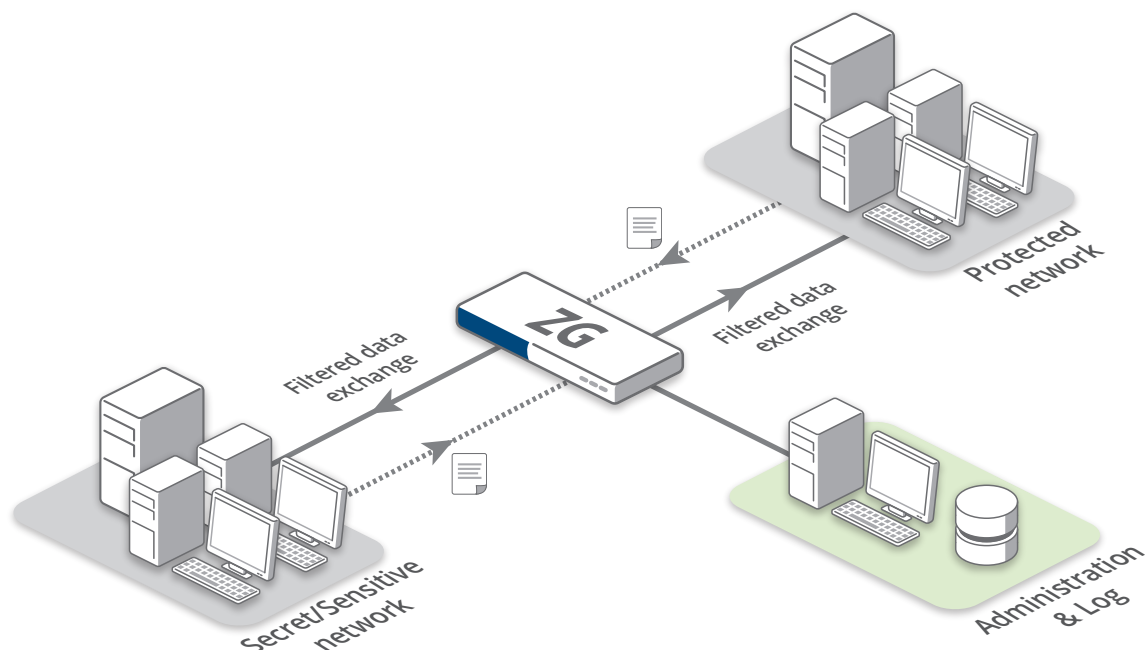 Protected
network
ZG
Filtered data
exchange
Filtered data
exchange
Secret/Sensitive
network
Administration
& Log